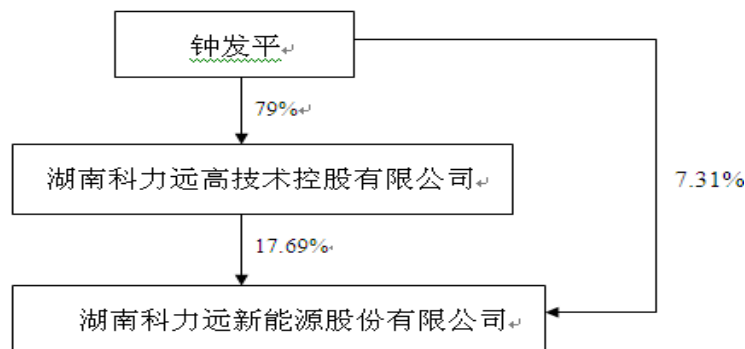 钟发平
79%
湖南科力远高技术控股有限公司
7.31%
17.69%
湖南科力远新能源股份有限公司